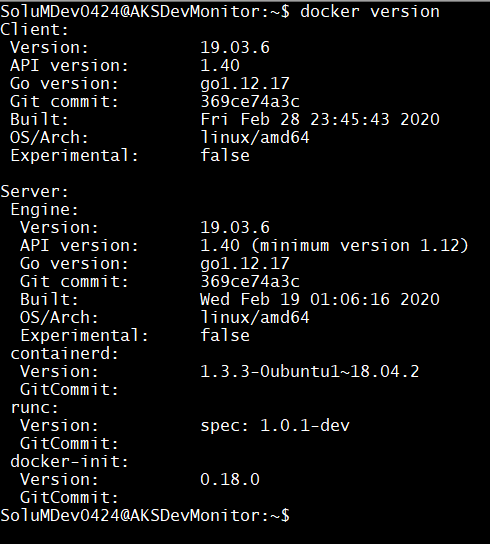 SoluMDev0424@AKSDevMonitor:~$ docker version
Client:
 Version:           19.03.6
 API version:       1.40
 Go version:        go1.12.17
 Git commit:        369ce74a3c
 Built:             Fri Feb 28 23:45:43 2020
 OS/Arch:           linux/amd64
 Experimental:      false

Server:
 Engine:
  Version:          19.03.6
  API version:      1.40 (minimum version 1.12)
  Go version:       go1.12.17
  Git commit:       369ce74a3c
  Built:            Wed Feb 19 01:06:16 2020
  OS/Arch:          linux/amd64
  Experimental:     false
 containerd:
  Version:          1.3.3-0ubuntu1~18.04.2
  GitCommit:
 runc:
  Version:          spec: 1.0.1-dev
  GitCommit:
 docker-init:
  Version:          0.18.0
  GitCommit:
SoluMDev0424@AKSDevMonitor:~$